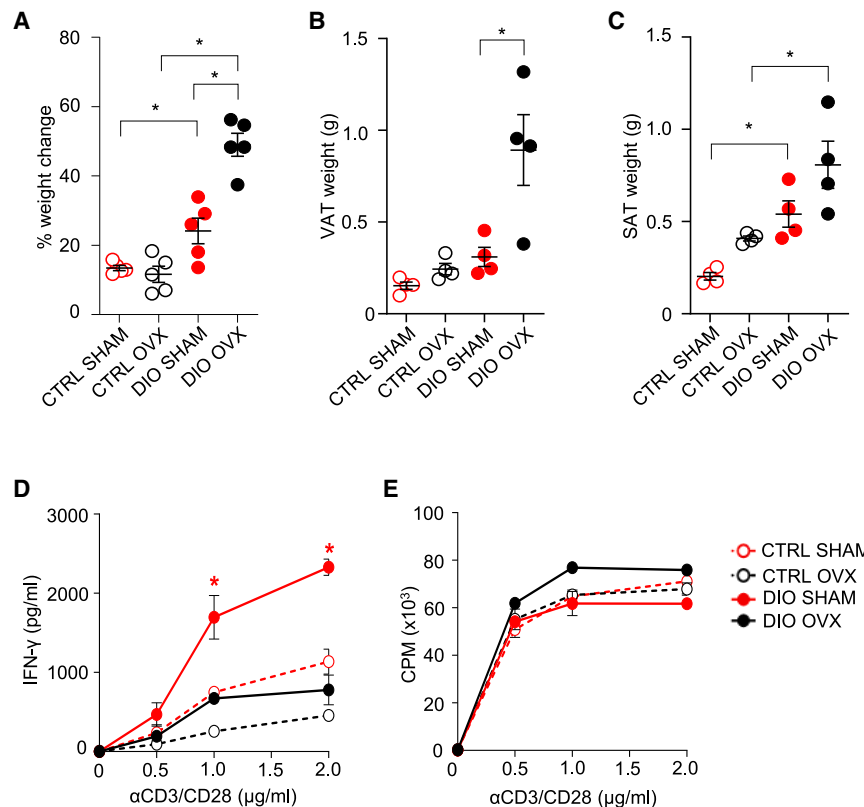 A
% weight change
80
60
40
20
0
*
*
*
CTRL SHAM
CTRL OVX
DIO SHAM
DIO OVX
B
VAT weight (g)
1.5
1.0
0.5
0
*
CTRL SHAM
CTRL OVX
DIO SHAM
DIO OVX
C
SAT weight (g)
1.5
1.0
0.5
0
*
*
CTRL SHAM
CTRL OVX
DIO SHAM
DIO OVX
D
IFN-γ (pg/ml)
3000
2000
1000
0
*
*
0
0.5
1.0
2.0
αCD3/CD28 (μg/ml)
E
CPM (x10³)
100
80
60
40
20
0
0
0.5
1.0
2.0
αCD3/CD28 (μg/ml)
CTRL SHAM
CTRL OVX
DIO SHAM
DIO OVX